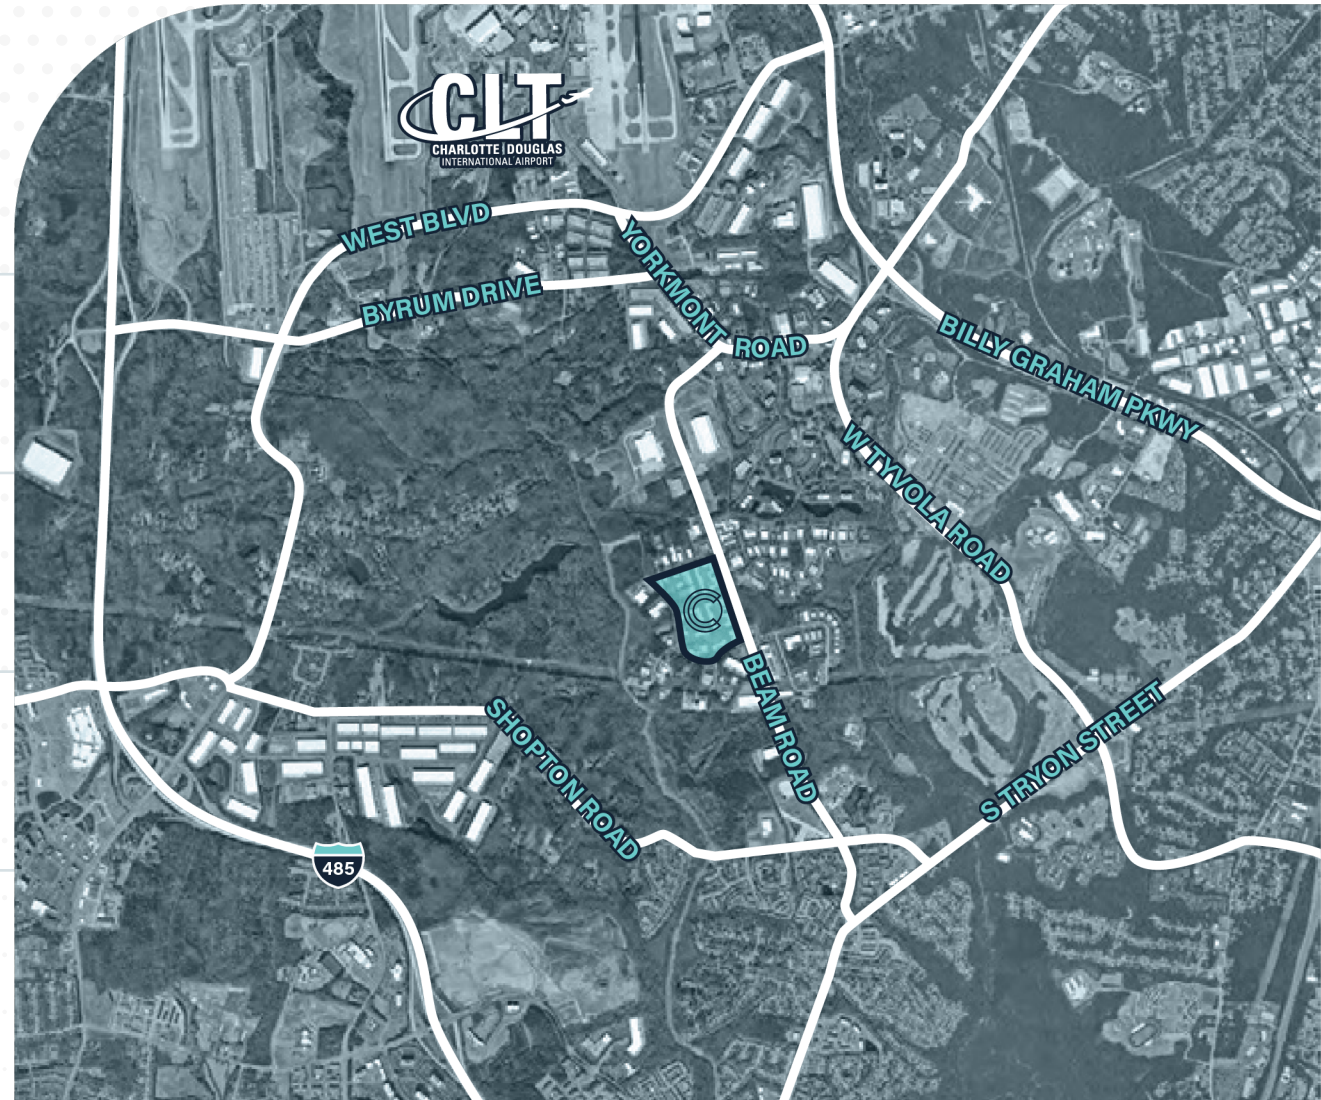 CLT
CHARLOTTE | DOUGLAS
INTERNATIONAL AIRPORT
WEST BLVD
YORKMONT ROAD
BYRUM DRIVE
BILLY GRAHAM PKWY
W TYVOLA ROAD
BEAM ROAD
S TRYON STREET
SHOPTON ROAD
485